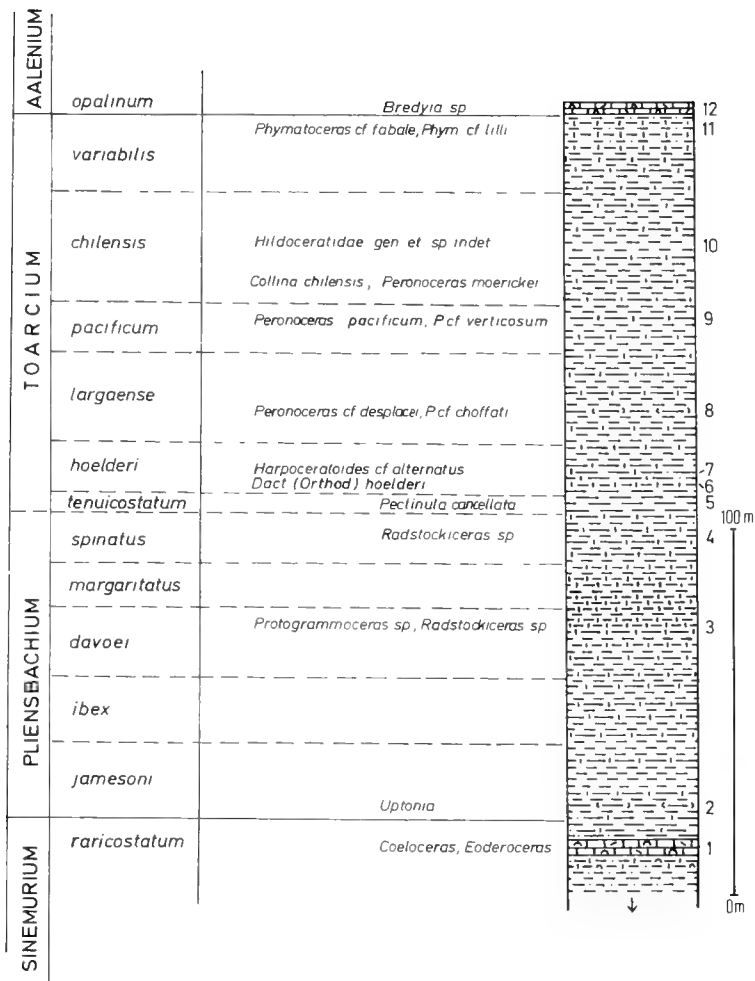 AALENIUM
opalinum
Bredyia sp
12
TOARCIUM
variabilis
Phymatoceras cf fabale, Phym cf lilli
11
chilensis
Hildoceratidae gen et sp indet
10
Collina chilensis, Peronoceras moerickei
pacificum
Peronoceras pacificum, P cf verticosum
9
largaense
Peronoceras cf desplacei, P cf choffati
8
hoelderi
Harpoceratoides cf alternatus
7
Dact (Orthod) hoelderi
6
tenuicostatum
Pectinula cancellata
5
100 m
PLIENSBACHIUM
spinatus
Radstockiceras sp
4
margaritatus
davoei
Protogrammoceras sp, Radstockiceras sp
3
ibex
jamesoni
Uptonia
2
SINEMURIUM
raricostatum
Coeloceras, Eoderoceras
1
0 m